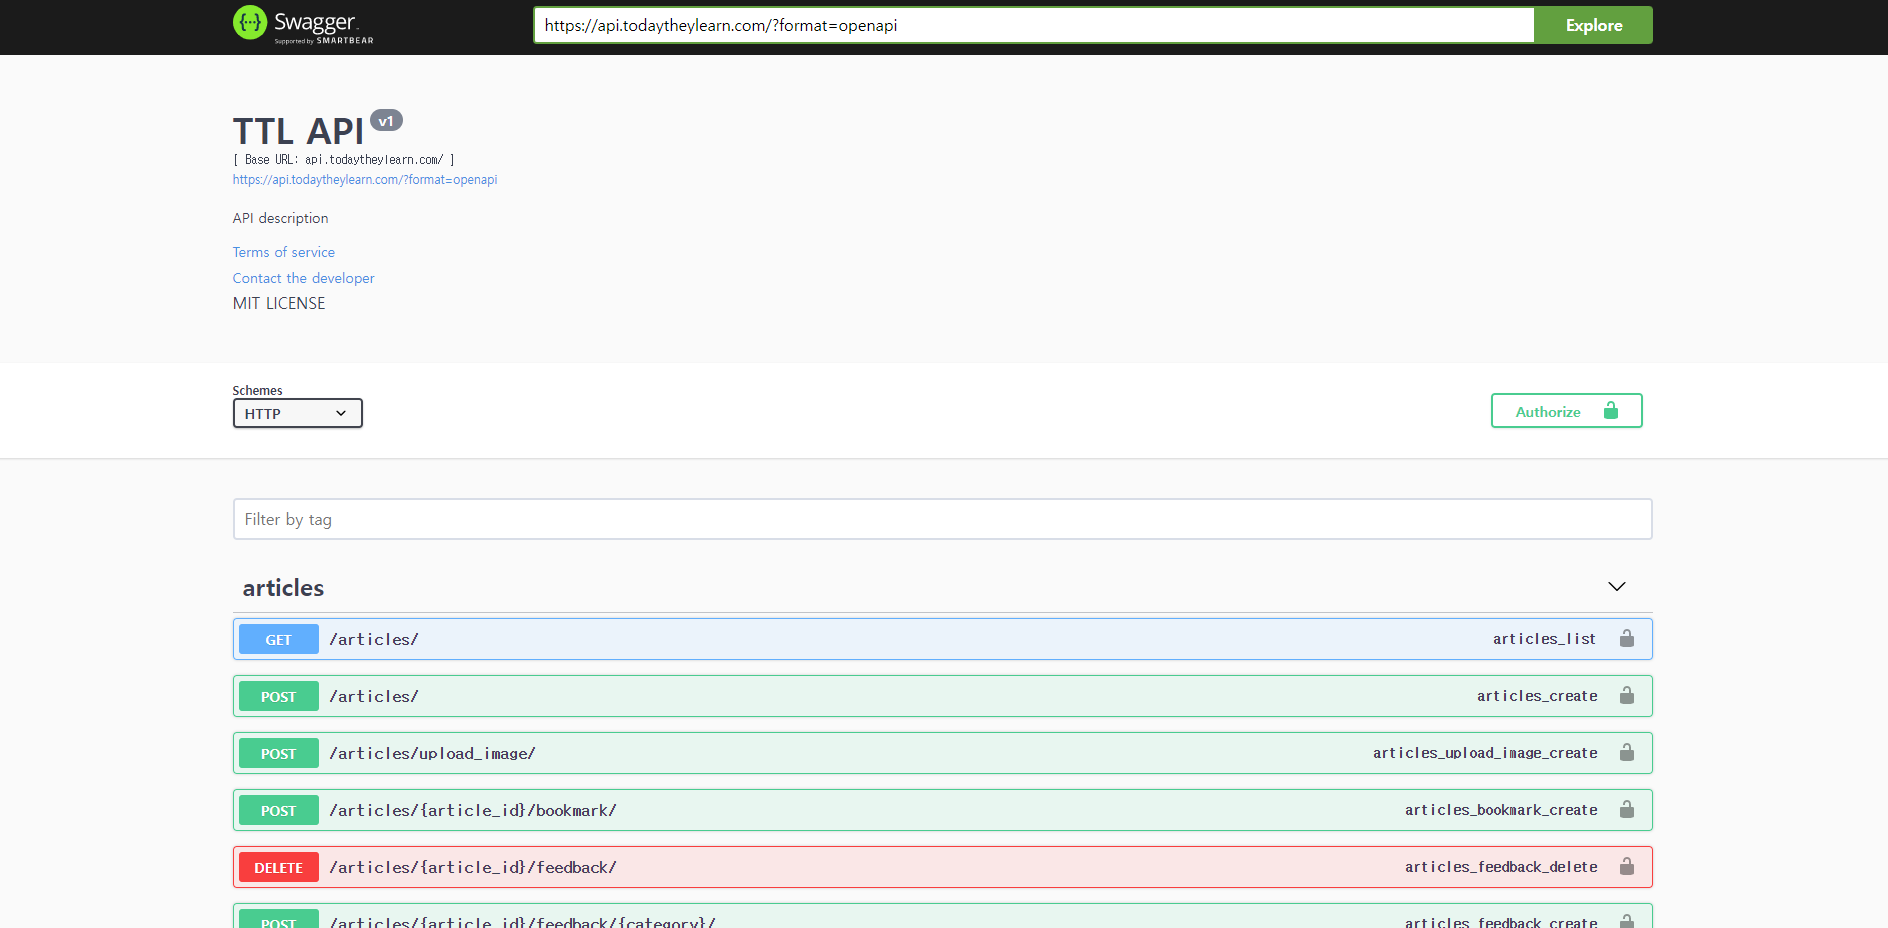 Swagger
Supported by SMARTBEAR
https://api.todaytheylearn.com/?format=openapi
Explore
TTL API v1
[ Base URL: api.todaytheylearn.com/ ]
https://api.todaytheylearn.com/?format=openapi
API description
Terms of service
Contact the developer
MIT LICENSE
Schemes
HTTP
Authorize
Filter by tag
articles
GET /articles/ articles_list
POST /articles/ articles_create
POST /articles/upload_image/ articles_upload_image_create
POST /articles/{article_id}/bookmark/ articles_bookmark_create
DELETE /articles/{article_id}/feedback/ articles_feedback_delete
POST /articles/{article_id}/feedback/{category}/ articles_feedback_create